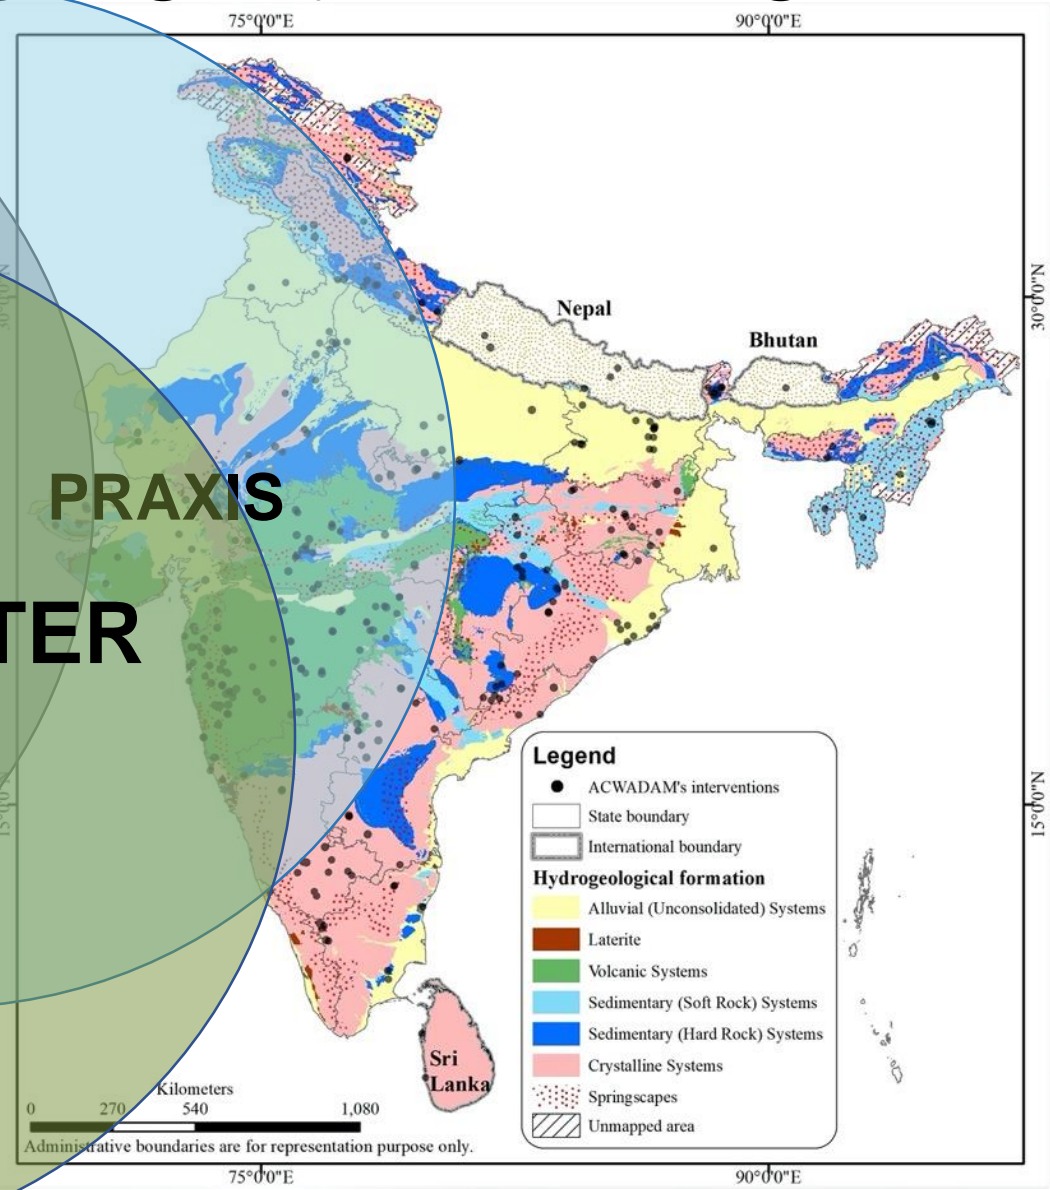 75°0'0"E 90°0'0"E
30°0'0"N
Nepal
Bhutan
PRAXIS
TER
15°0'0"N
Legend
ACWADAM's interventions
State boundary
International boundary
Hydrogeological formation
Alluvial (Unconsolidated) Systems
Laterite
Volcanic Systems
Sedimentary (Soft Rock) Systems
Sedimentary (Hard Rock) Systems
Crystalline Systems
Springscapes
Unmapped area
Sri
Lanka
Kilometers
0 270 540 1,080
Administrative boundaries are for representation purpose only.
75°0'0"E 90°0'0"E